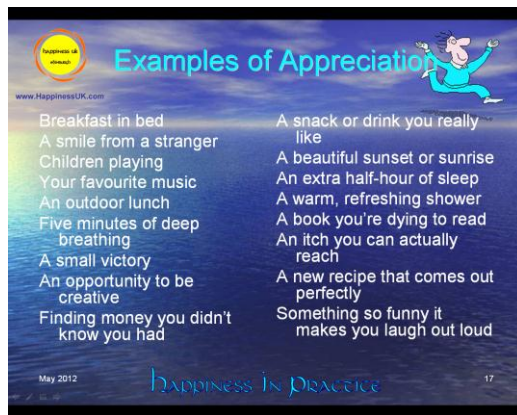 happiness uk
Examples of Appreciation
www.HappinessUK.com
Breakfast in bed
A smile from a stranger
Children playing
Your favourite music
An outdoor lunch
Five minutes of deep
breathing
A small victory
An opportunity to be
creative
Finding money you didn't
know you had
A snack or drink you really
like
A beautiful sunset or sunrise
An extra half-hour of sleep
A warm, refreshing shower
A book you're dying to read
An itch you can actually
reach
A new recipe that comes out
perfectly
Something so funny it
makes you laugh out loud
May 2012
Happiness In Practice
17